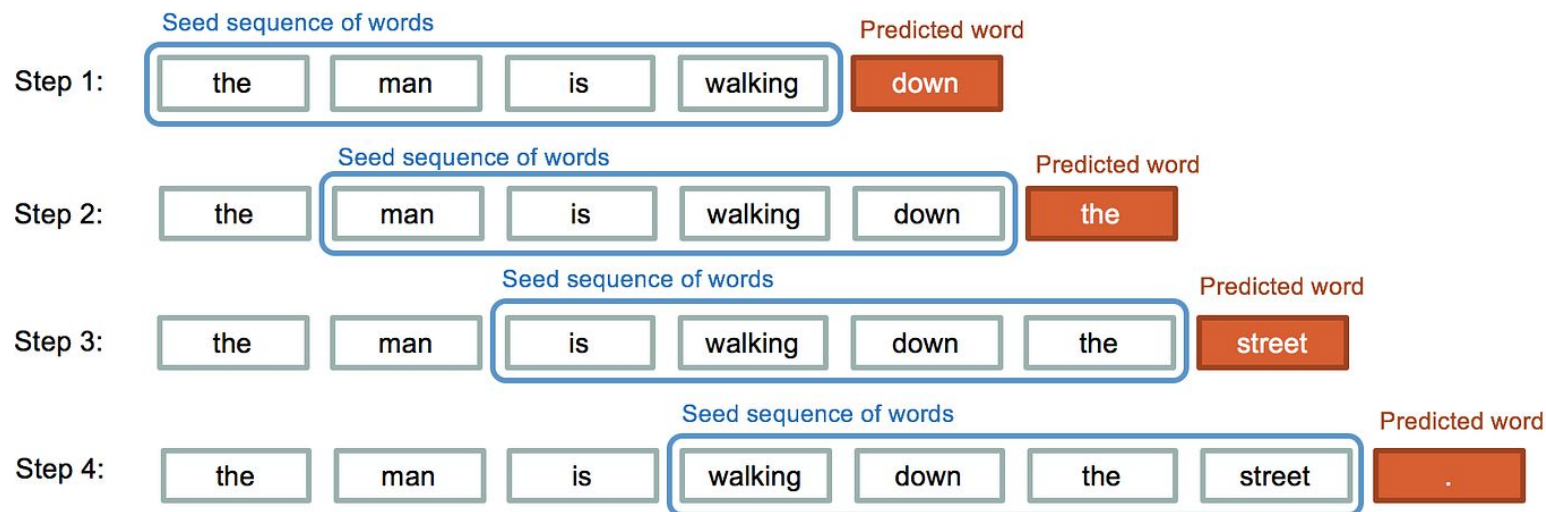 Seed sequence of words Predicted word
Step 1: the man is walking down
Seed sequence of words Predicted word
Step 2: the man is walking down the
Seed sequence of words Predicted word
Step 3: the man is walking down the street
Seed sequence of words Predicted word
Step 4: the man is walking down the street .